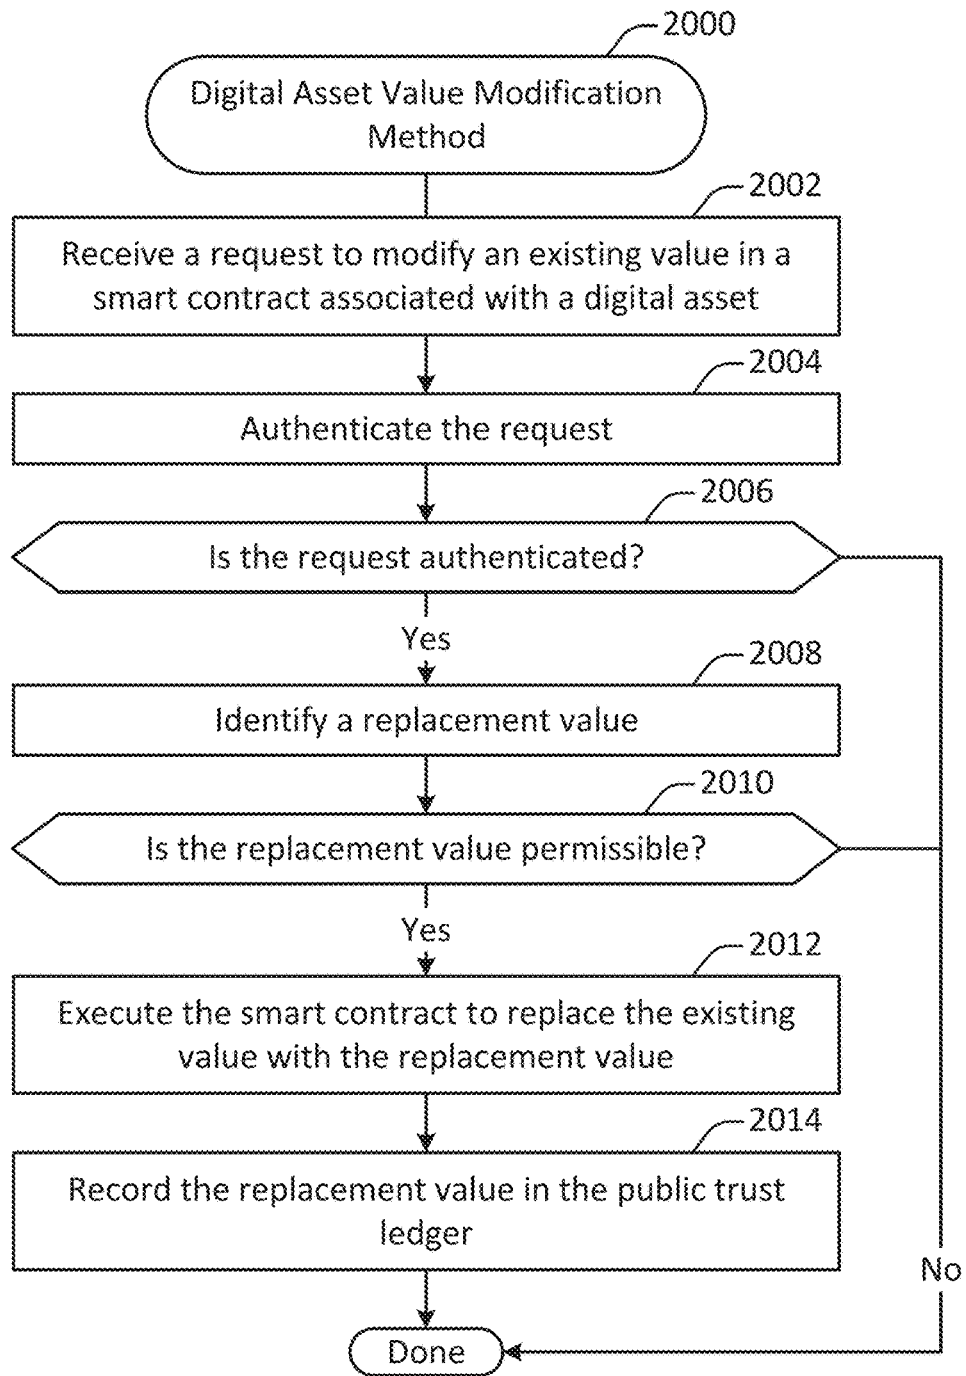 2000
Digital Asset Value Modification
Method
2002
Receive a request to modify an existing value in a
smart contract associated with a digital asset
2004
Authenticate the request
2006
Is the request authenticated?
Yes
2008
Identify a replacement value
2010
Is the replacement value permissible?
Yes
2012
Execute the smart contract to replace the existing
value with the replacement value
2014
Record the replacement value in the public trust
ledger
No
Done